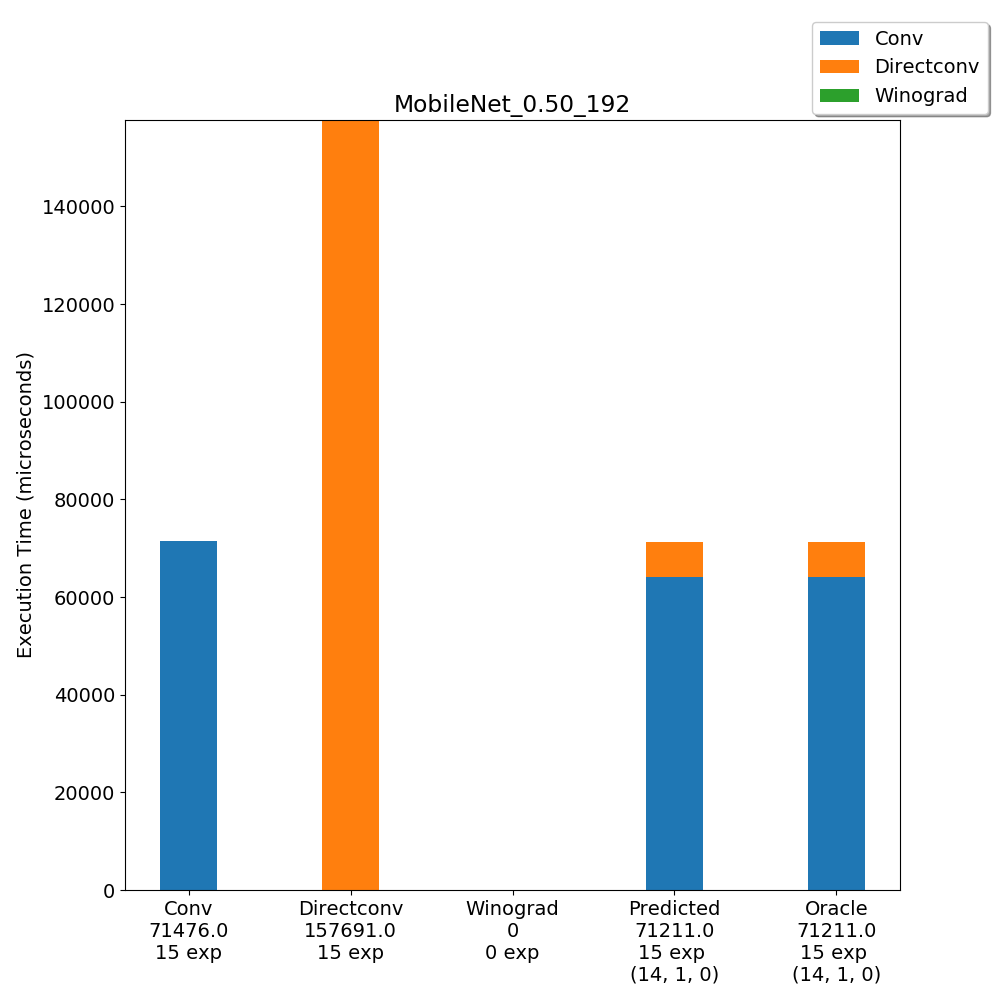 Conv
Directconv
Winograd
MobileNet_0.50_192
Execution Time (microseconds)
140000
120000
100000
80000
60000
40000
20000
0
Conv
71476.0
15 exp
Directconv
157691.0
15 exp
Winograd
0
0 exp
Predicted
71211.0
15 exp
(14, 1, 0)
Oracle
71211.0
15 exp
(14, 1, 0)